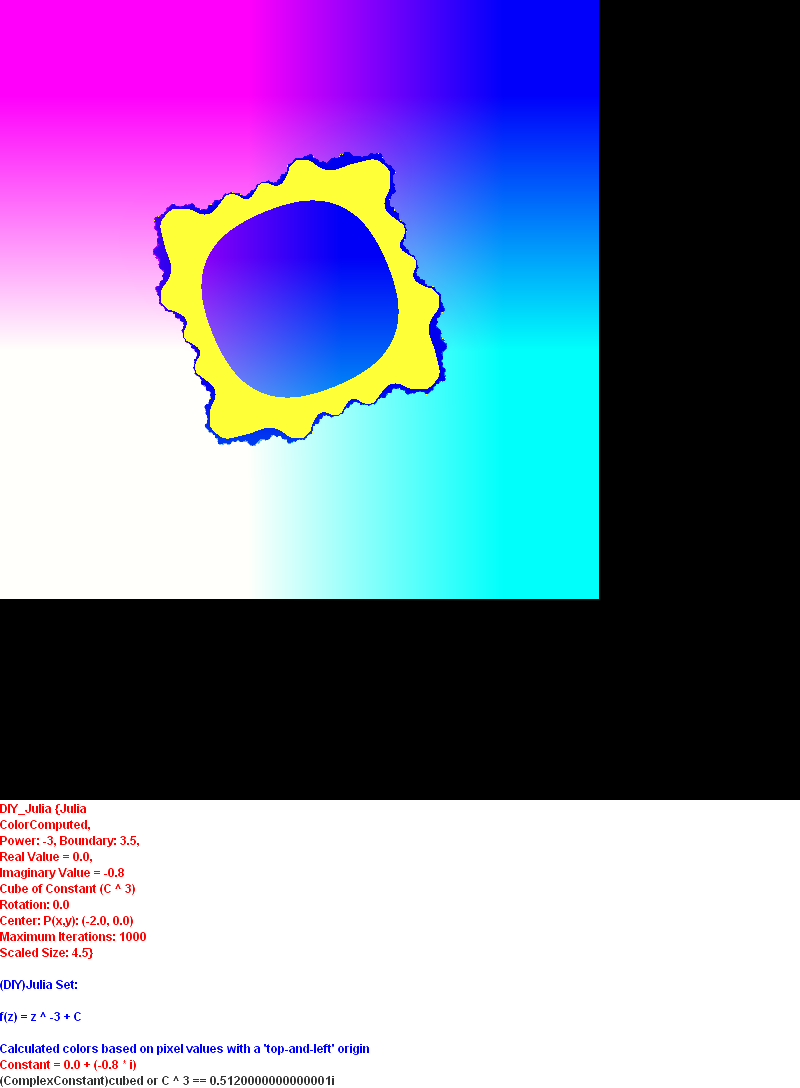 DIY_Julia {Julia
ColorComputed,
Power: -3, Boundary: 3.5,
Real Value = 0.0,
Imaginary Value = -0.8
Cube of Constant (C ^ 3)
Rotation: 0.0
Center: P(x,y): (-2.0, 0.0)
Maximum Iterations: 1000
Scaled Size: 4.5}
(DIY)Julia Set:
f(z) = z ^ -3 + C
Calculated colors based on pixel values with a 'top-and-left' origin
Constant = 0.0 + (-0.8 * i)
(ComplexConstant)cubed or C ^ 3 == 0.5120000000000001i